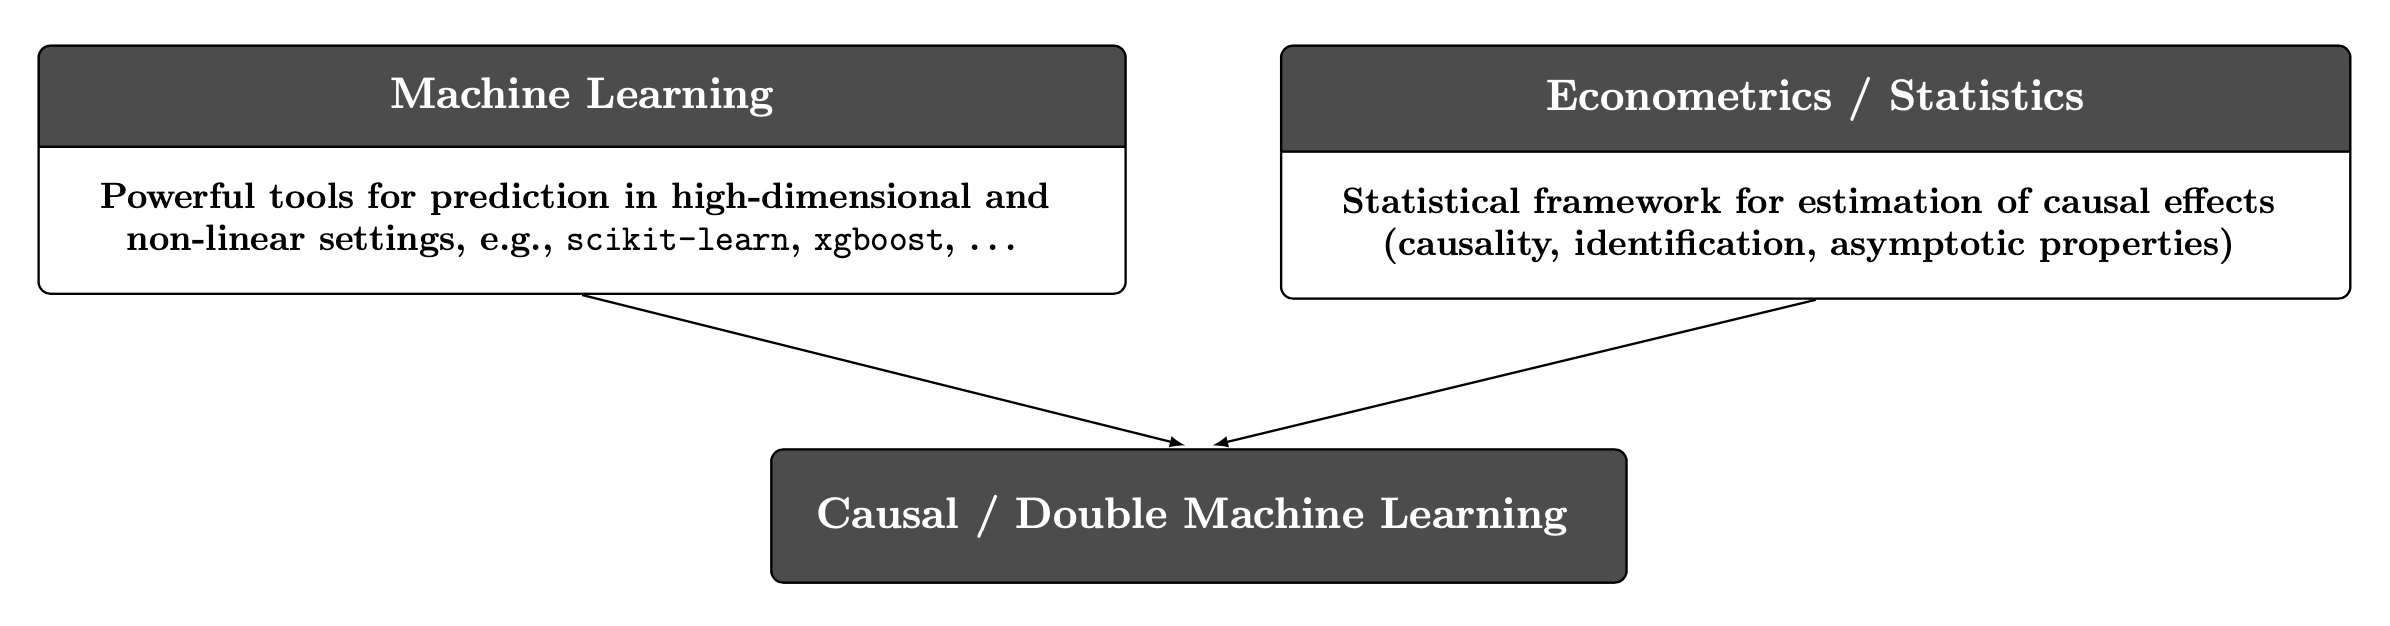 Machine Learning
Powerful tools for prediction in high-dimensional and
non-linear settings, e.g., scikit-learn, xgboost, ...
Econometrics / Statistics
Statistical framework for estimation of causal effects
(causality, identification, asymptotic properties)
Causal / Double Machine Learning